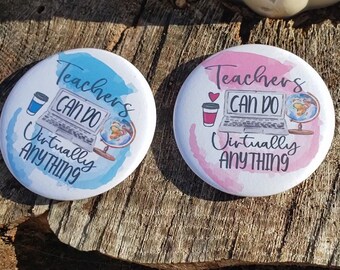 Teachers
CAN DO
Virtually
ANYTHING
Teachers
CAN DO
Virtually
ANYTHING